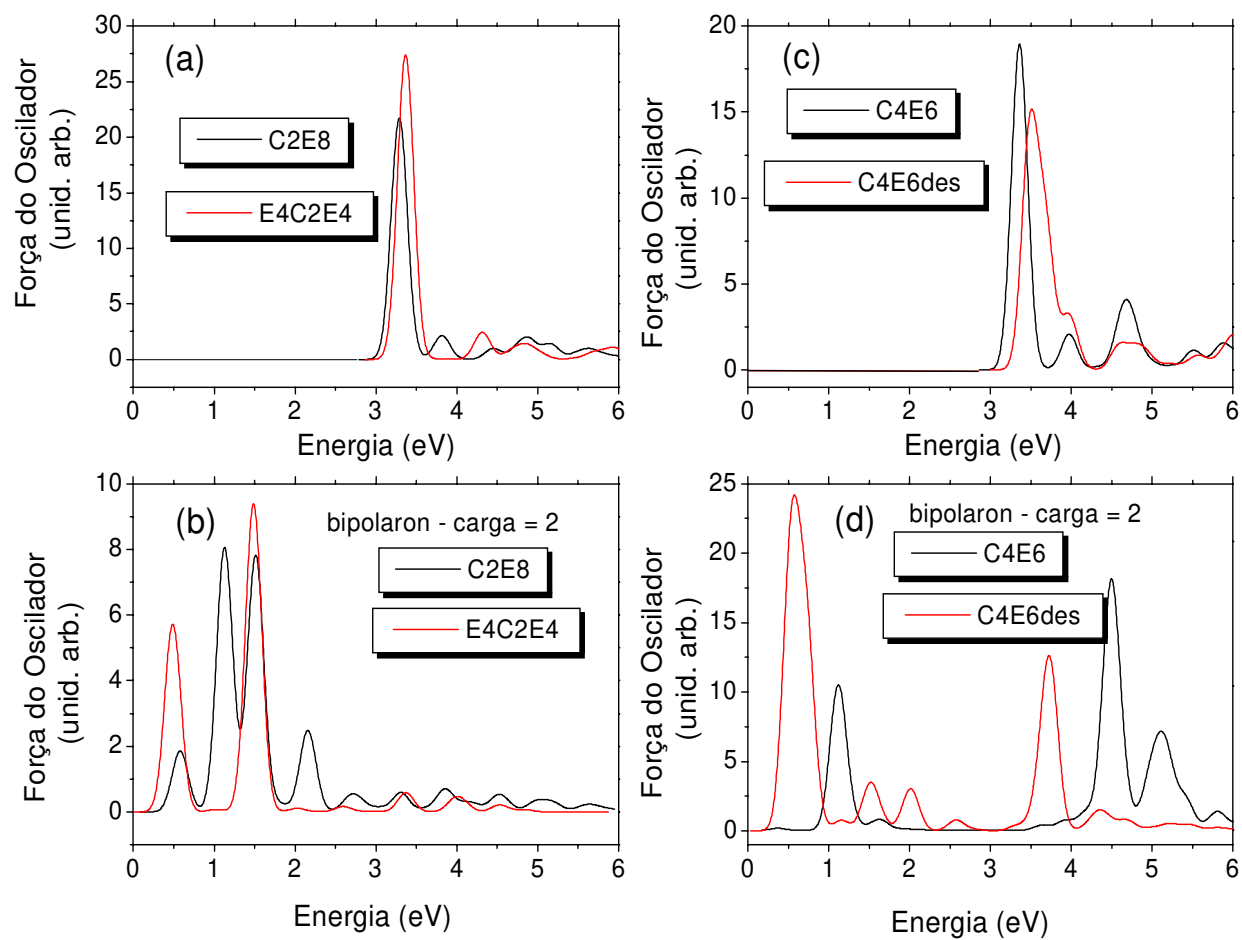 (a)
C2E8
E4C2E4
Força do Oscilador
(unid. arb.)
30
25
20
15
10
5
0
0 1 2 3 4 5 6
Energia (eV)
(c)
C4E6
C4E6des
Força do Oscilador
(unid. arb.)
20
15
10
5
0
0 1 2 3 4 5 6
Energia (eV)
(b)
bipolaron - carga = 2
C2E8
E4C2E4
Força do Oscilador
(unid. arb.)
10
8
6
4
2
0
0 1 2 3 4 5 6
Energia (eV)
(d)
bipolaron - carga = 2
C4E6
C4E6des
Força do Oscilador
(unid. arb.)
25
20
15
10
5
0
0 1 2 3 4 5 6
Energia (eV)